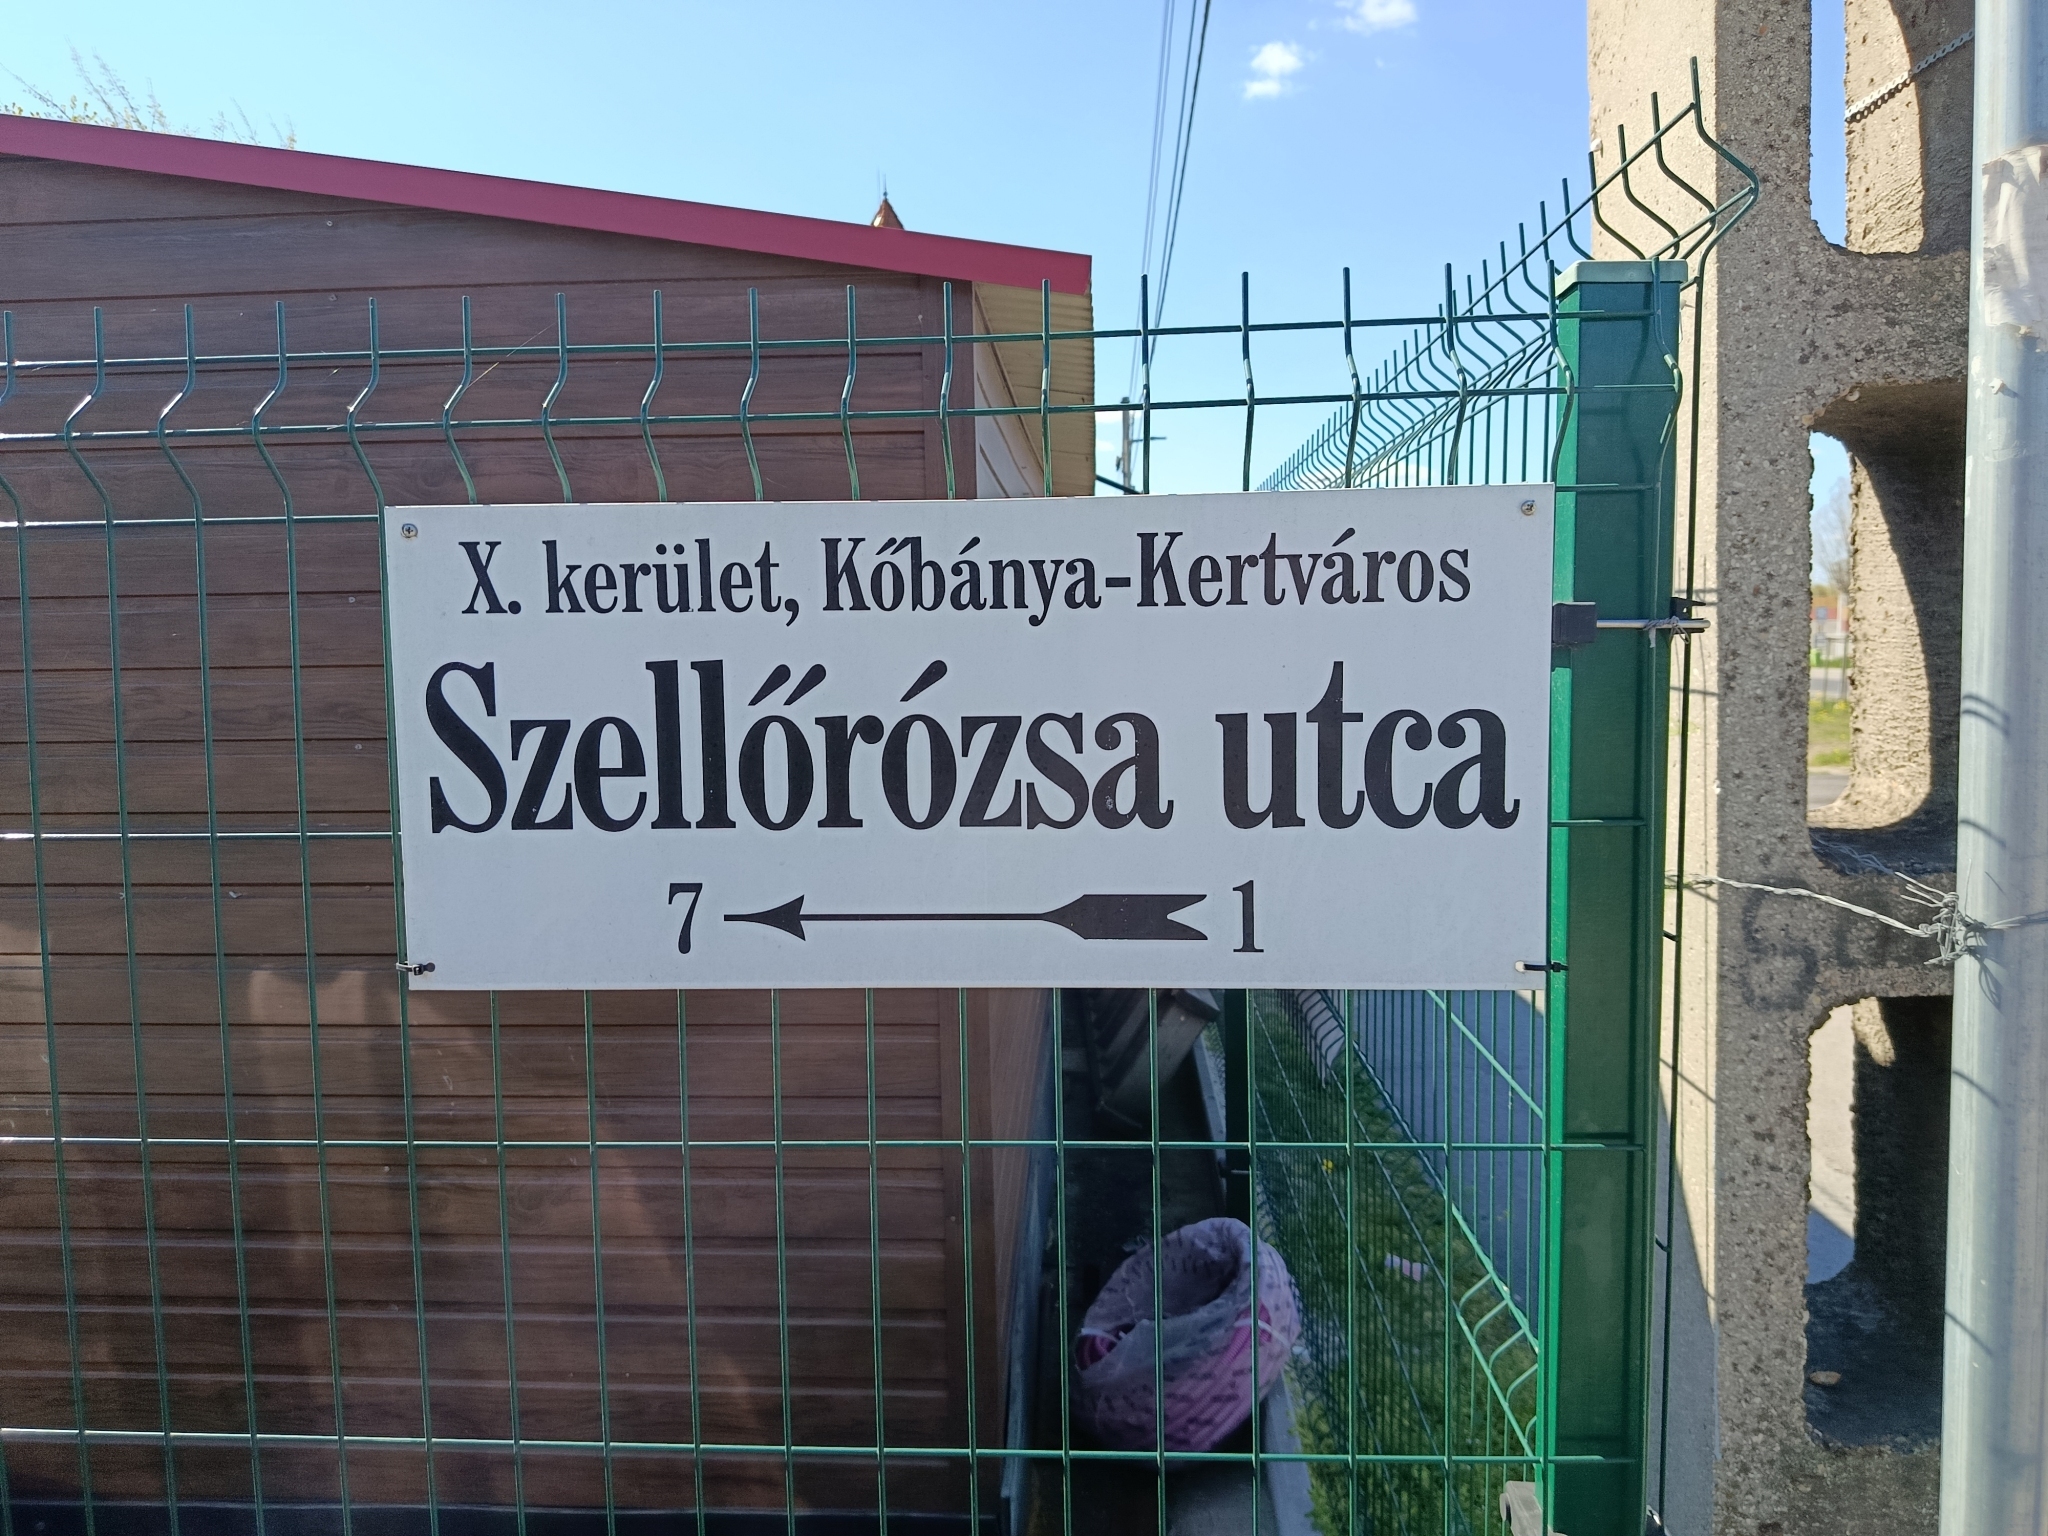 X. kerület, Kőbánya-Kertváros
Szellőrózsa utca
7 1